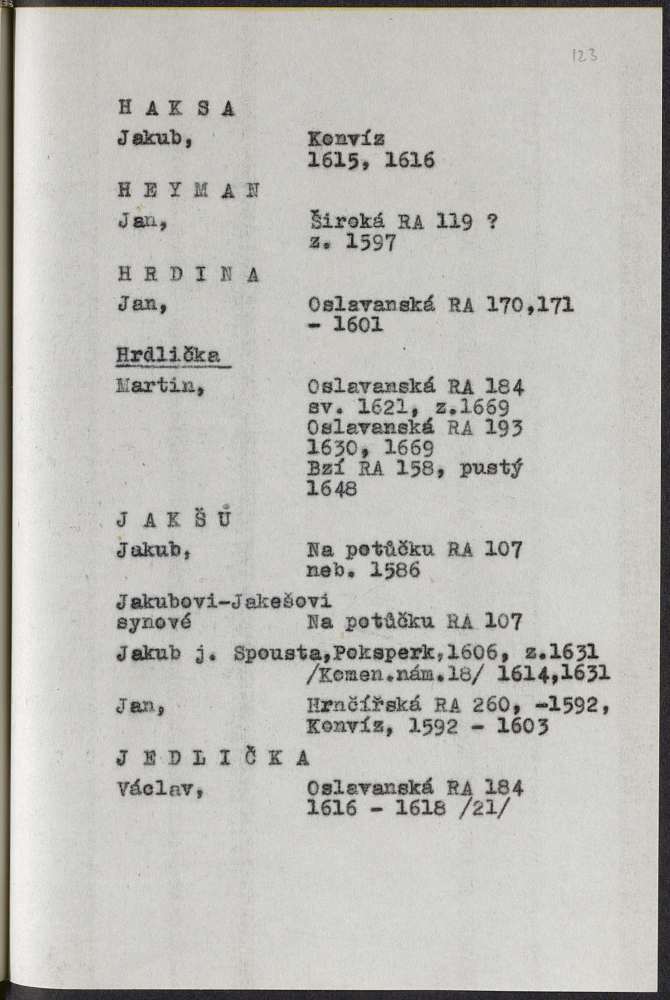 123
H A K S A
Jakub, Konvíz
1615, 1616
H E Y M A N
Jan, Široká RA 119 ?
z. 1597
H R D I N A
Jan, Oslavanská RA 170,171
- 1601
Hrdlička
Martin, Oslavanská RA 184
sv. 1621, z.1669
Oslavanská RA 193
1630, 1669
Bzí RA 158, pustý
1648
J A K Š Ů
Jakub, Na potůčku RA 107
neb. 1586
Jakubovi-Jakešovi
synové Na potůčku RA 107
Jakub j. Spousta,Poksperk,1606, z.1631
/Komen.nám.18/ 1614,1631
Jan, Hrnčířská RA 260, -1592,
Konvíz, 1592 - 1603
J E D L I Č K A
Václav, Oslavanská RA 184
1616 - 1618 /21/